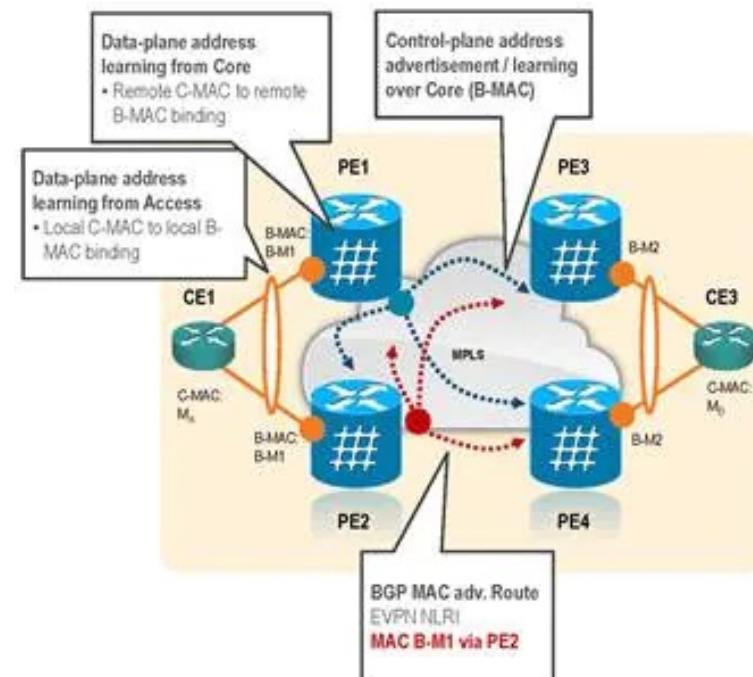 Data-plane address
learning from Core
• Remote C-MAC to remote
B-MAC binding
Control-plane address
advertisement / learning
over Core (B-MAC)
Data-plane address
learning from Access
• Local C-MAC to local B-
MAC binding
PE1
PE3
B-MAC:
B-M1
B-M2
CE1
CE3
MPLS
C-MAC:
MA
C-MAC:
MD
B-MAC:
B-M1
B-M2
PE2
PE4
BGP MAC adv. Route
EVPN NLRI
MAC B-M1 via PE2